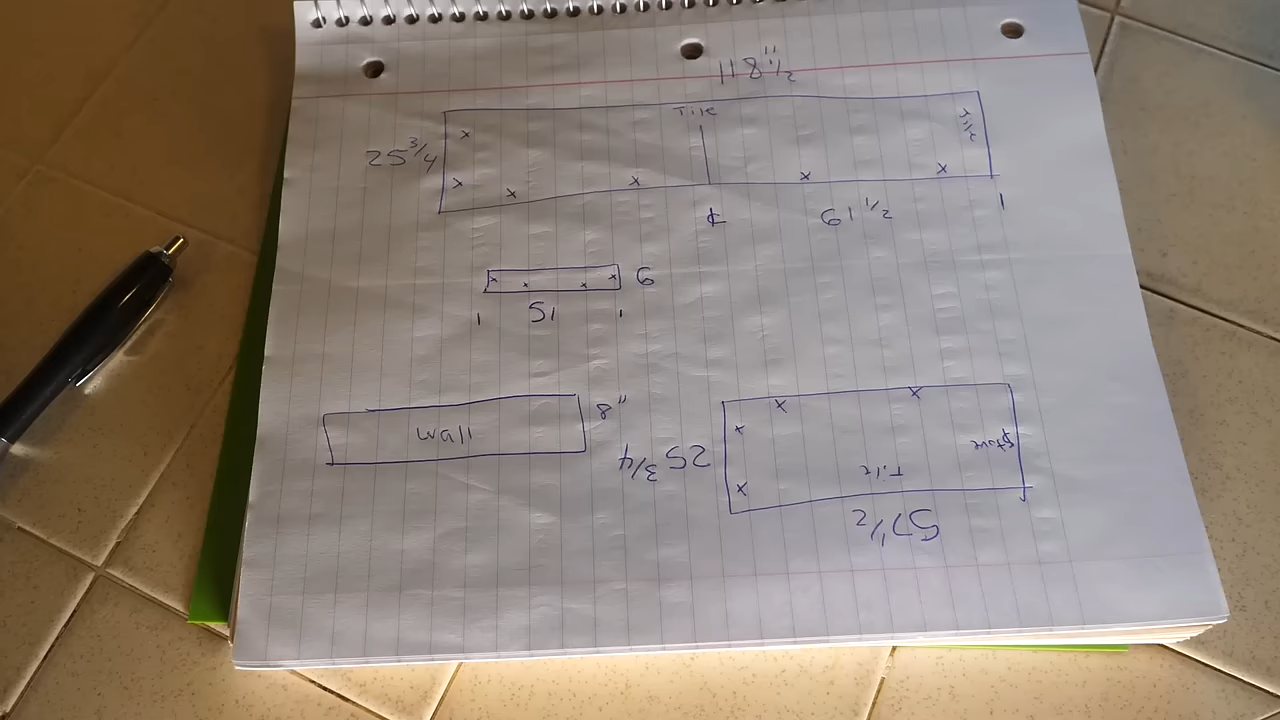 118" 1/2
Tile
Tile
25 3/4
¢ 61 1/2
6
51
Wall
8"
25 3/4
Stove
Tile
57 1/2